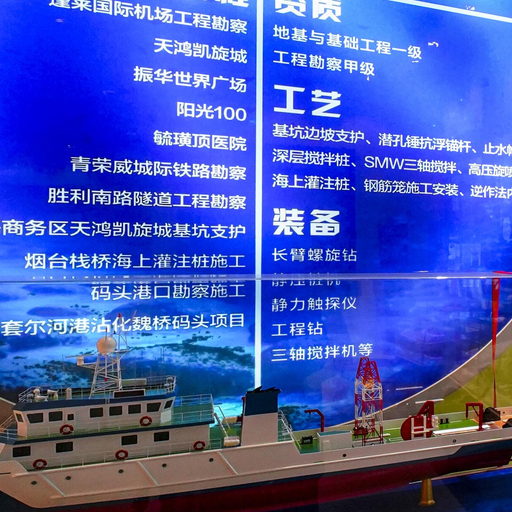 蓬莱国际机场工程勘察
天鸿凯旋城
振华世界广场
阳光100
毓璜顶医院
青荣威城际铁路勘察
胜利南路隧道工程勘察
商务区天鸿凯旋城基坑支护
烟台栈桥海上灌注桩施工
码头港口勘察施工
套尔河港沾化魏桥码头项目
资质
地基与基础工程一级
工程勘察甲级
工艺
基坑边坡支护、潜孔锤抗浮锚杆、止水帷
深层搅拌桩、SMW三轴搅拌、高压旋喷
海上灌注桩、钢筋笼施工安装、逆作法
装备
长臂螺旋钻
静压桩机
静力触探仪
工程钻
三轴搅拌机等